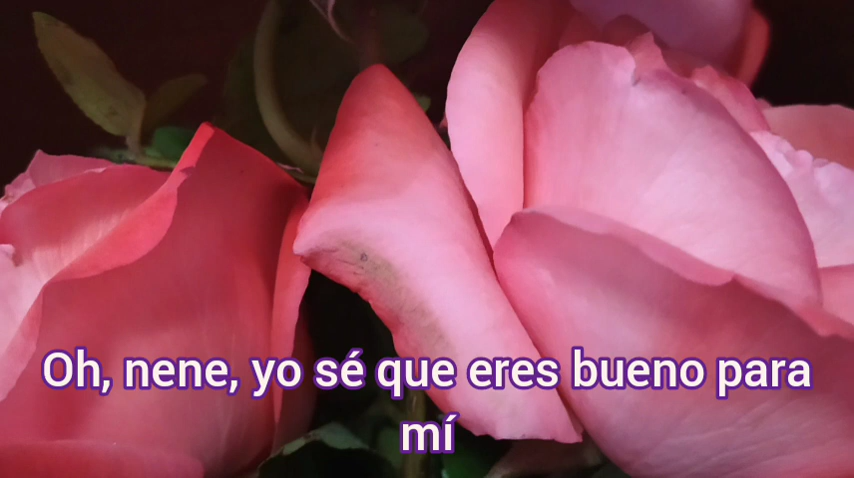 Oh, nene, yo sé que eres bueno para
mí